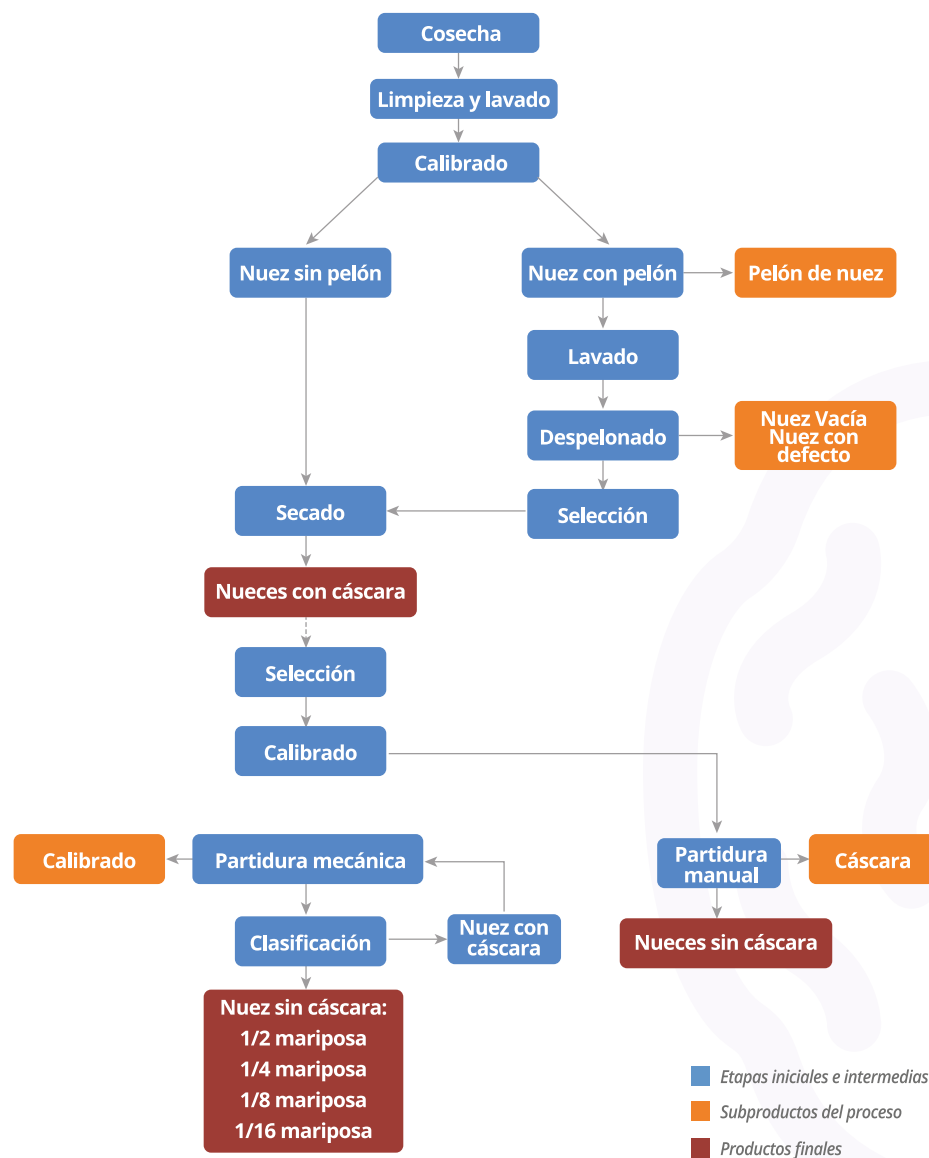 Cosecha
Limpieza y lavado
Calibrado
Nuez sin pelón
Nuez con pelón
Pelón de nuez
Lavado
Despelonado
Nuez Vacía
Nuez con
defecto
Secado
Selección
Nueces con cáscara
Selección
Calibrado
Calibrado
Partidura mecánica
Partidura
manual
Cáscara
Clasificación
Nuez con
cáscara
Nueces sin cáscara
Nuez sin cáscara:
1/2 mariposa
1/4 mariposa
1/8 mariposa
1/16 mariposa
Etapas iniciales e intermedias
Subproductos del proceso
Productos finales